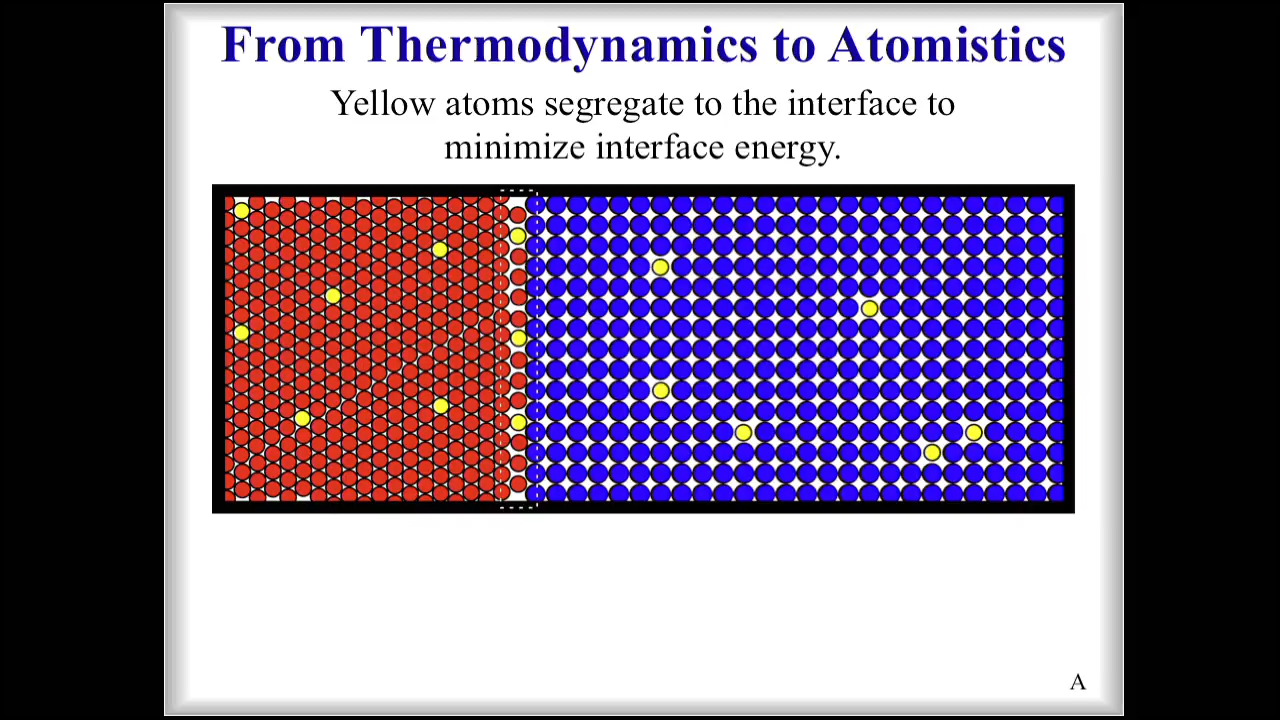 From Thermodynamics to Atomistics
Yellow atoms segregate to the interface to
minimize interface energy.
A